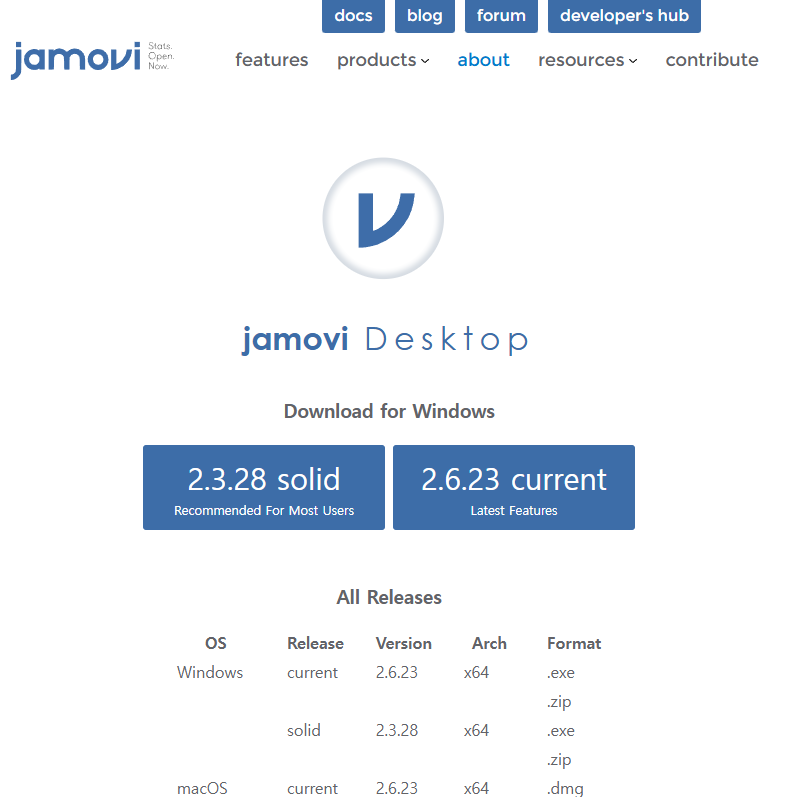 docs blog forum developer's hub
jamovi Stats. Open. Now.
features products about resources contribute
jamovi Desktop
Download for Windows
2.3.28 solid 2.6.23 current
Recommended For Most Users Latest Features
All Releases
OS Release Version Arch Format
Windows current 2.6.23 x64 .exe
.zip
solid 2.3.28 x64 .exe
.zip
macOS current 2.6.23 x64 .dmg